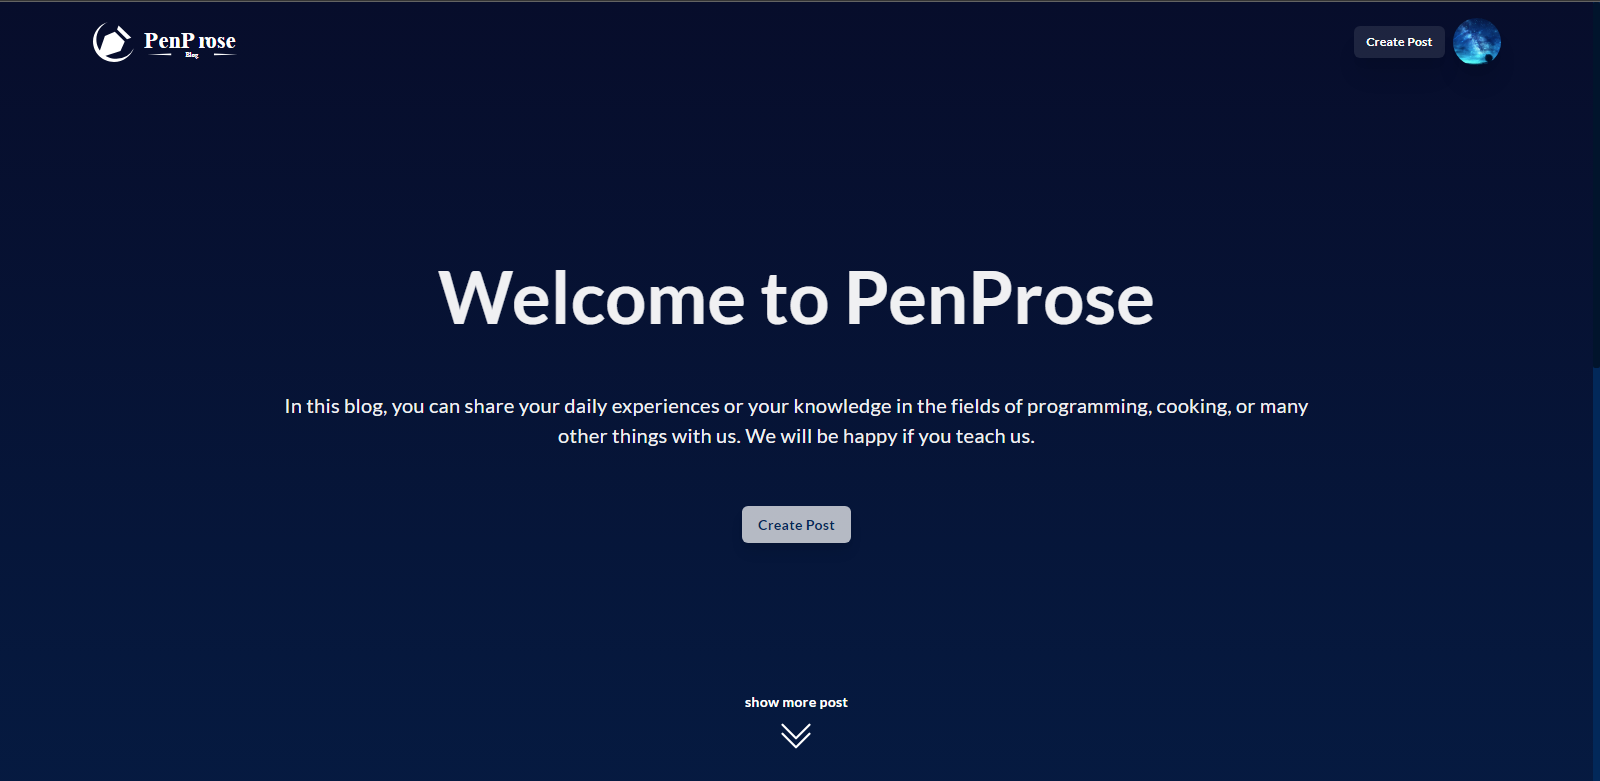 PenProse
Blog
Create Post
Welcome to PenProse
In this blog, you can share your daily experiences or your knowledge in the fields of programming, cooking, or many
other things with us. We will be happy if you teach us.
Create Post
show more post